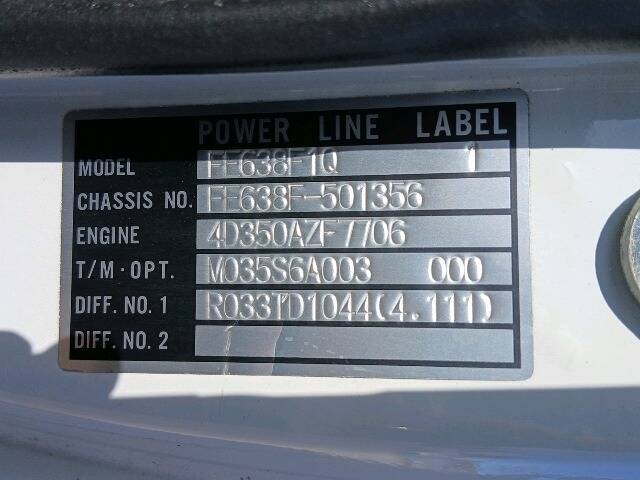 POWER LINE LABEL
MODEL FE638F1Q 1
CHASSIS NO. FE638F-501356
ENGINE 4D350AZF7706
T/M·OPT. M035S6A003 000
DIFF. NO. 1 R033TD1044(4.111)
DIFF. NO. 2